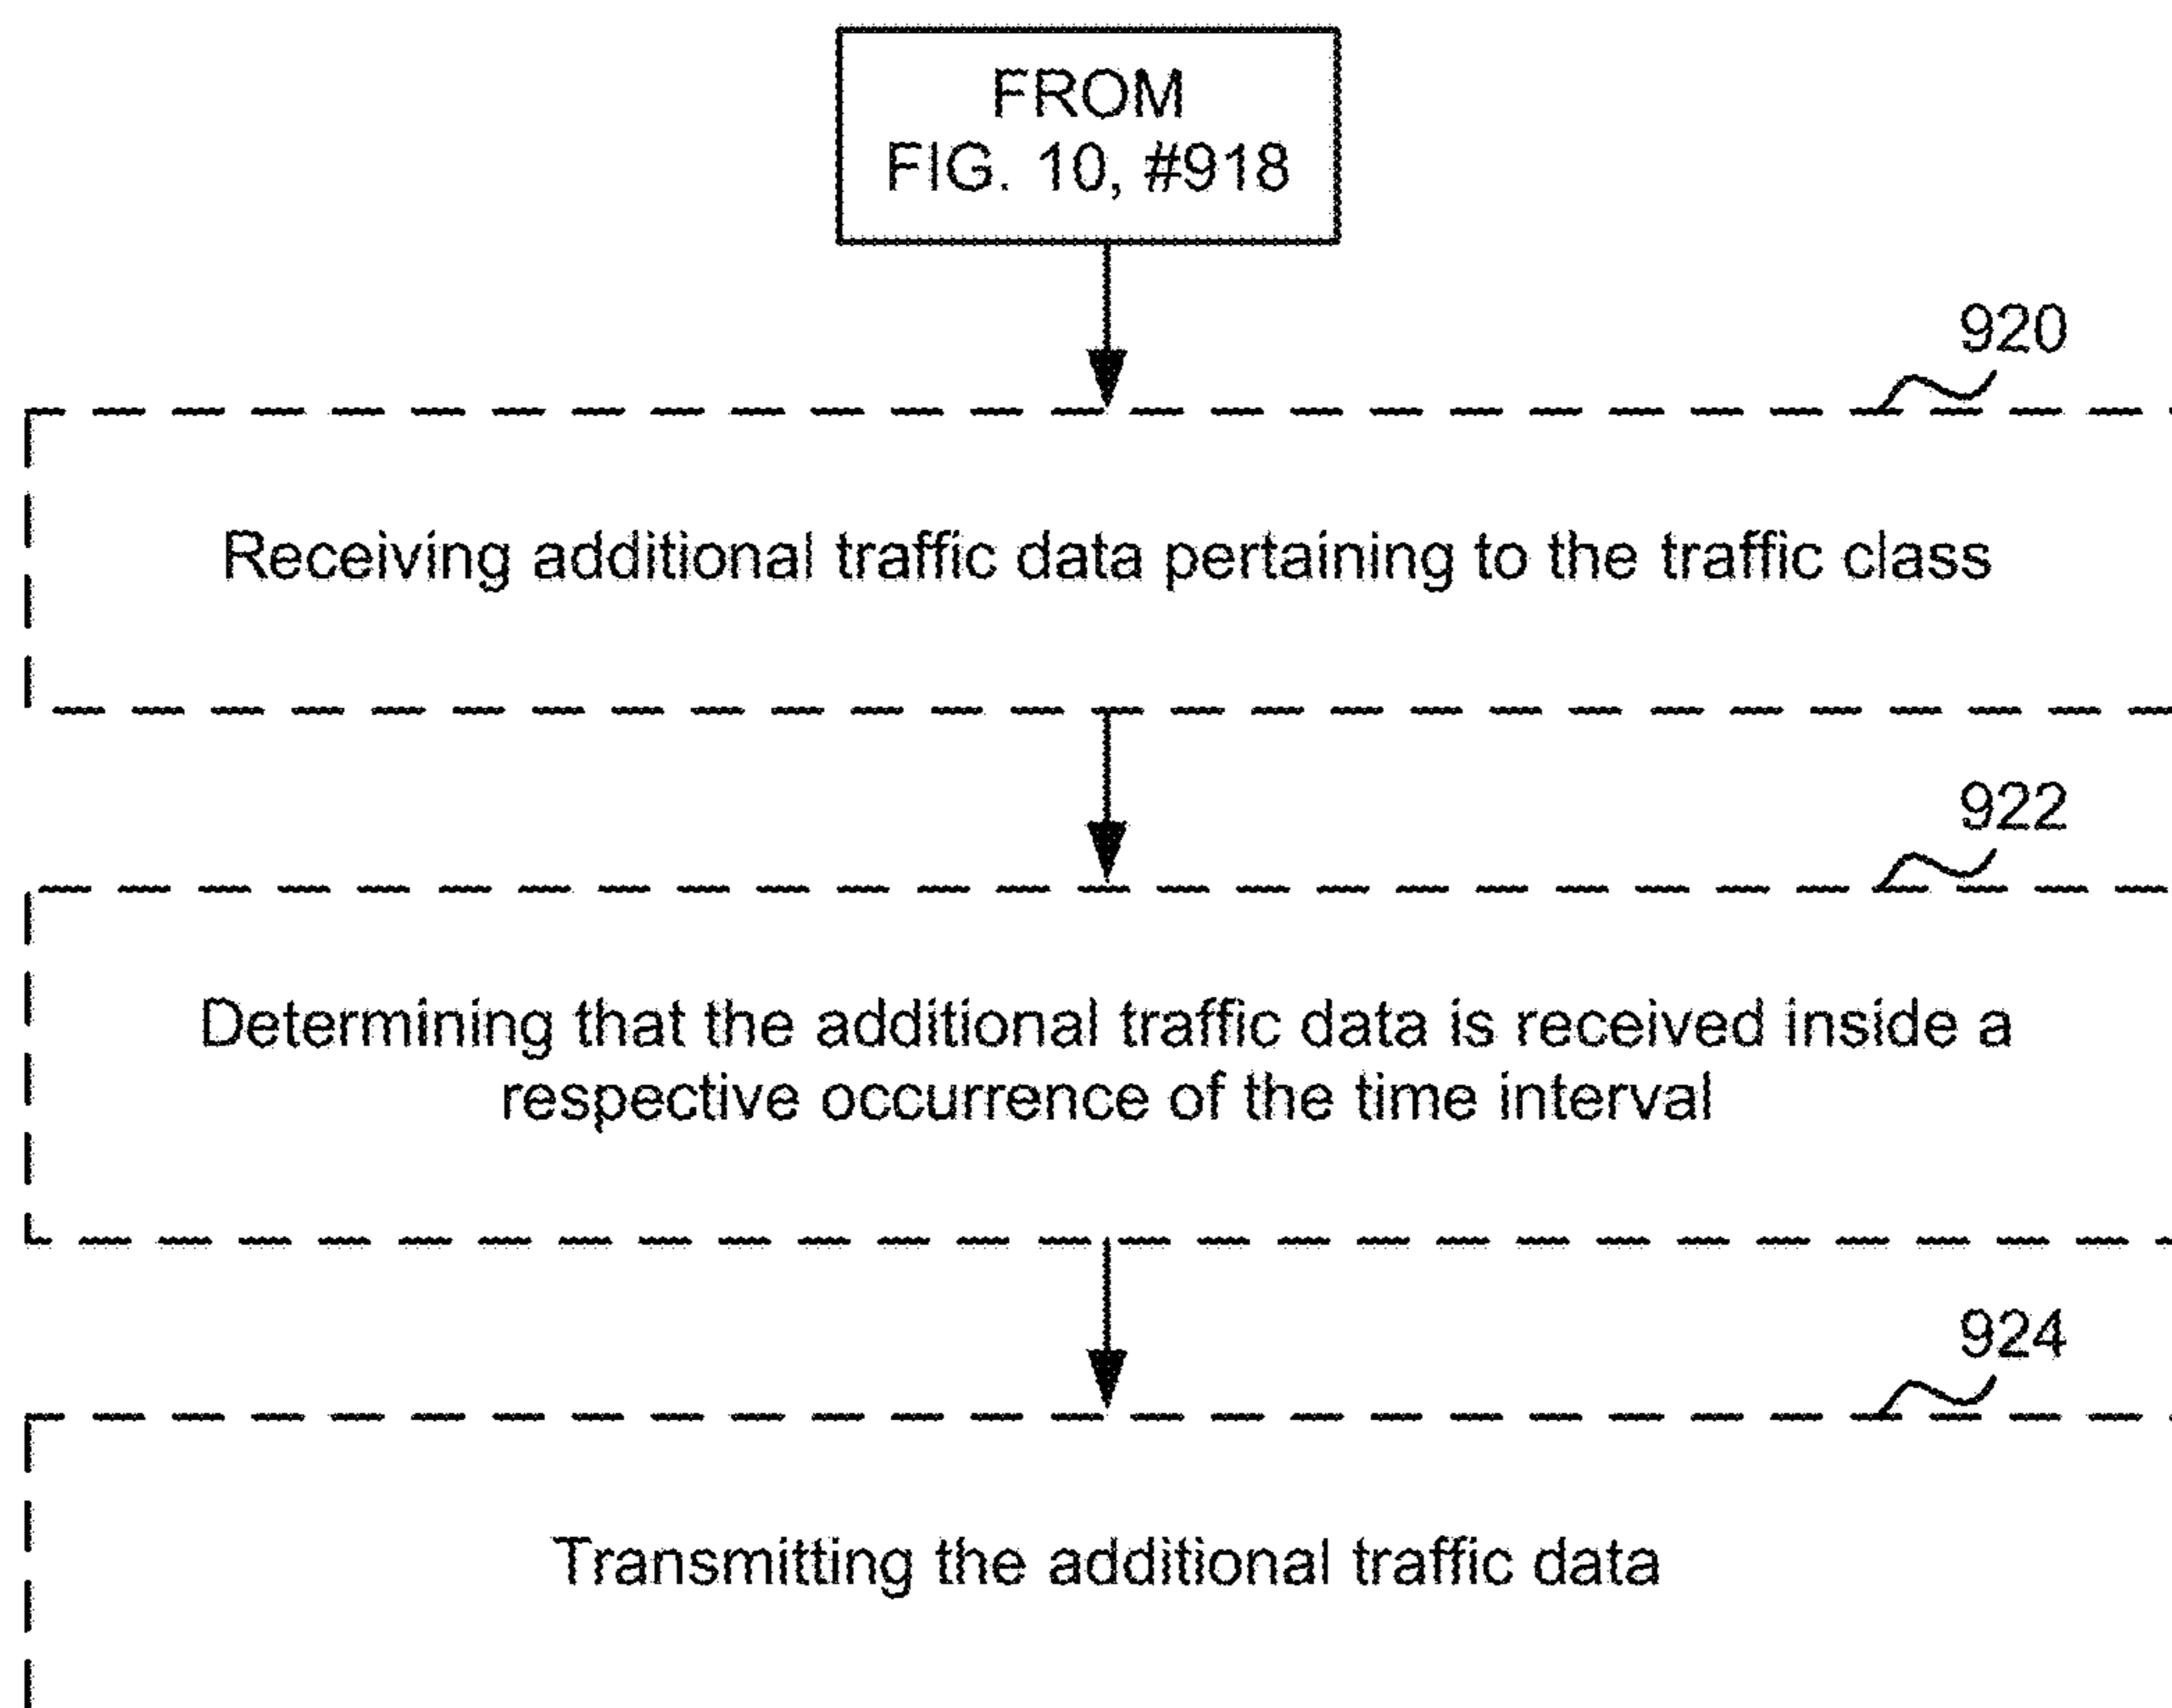 FROM
FIG. 10, #918
920
Receiving additional traffic data pertaining to the traffic class
922
Determining that the additional traffic data is received inside a
respective occurrence of the time interval
924
Transmitting the additional traffic data